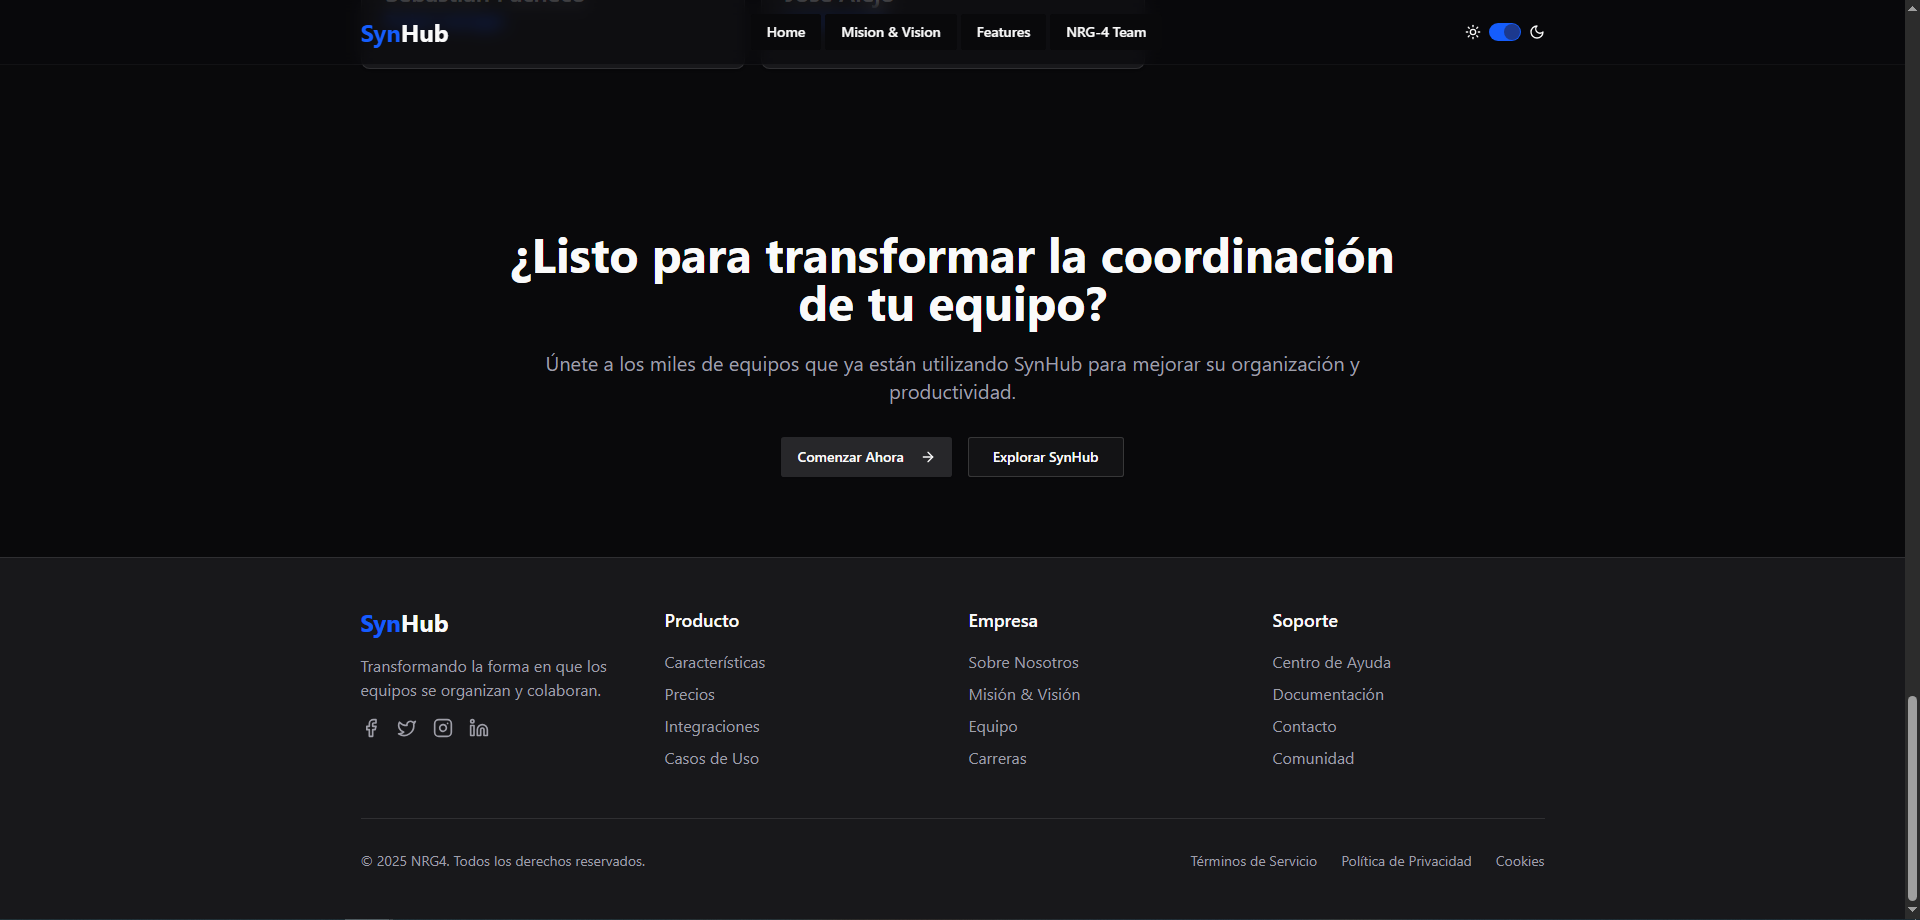 SynHub
Home
Mision & Vision
Features
NRG-4 Team
¿Listo para transformar la coordinación
de tu equipo?
Únete a los miles de equipos que ya están utilizando SynHub para mejorar su organización y
productividad.
Comenzar Ahora
Explorar SynHub
SynHub
Transformando la forma en que los
equipos se organizan y colaboran.
Producto
Características
Precios
Integraciones
Casos de Uso
Empresa
Sobre Nosotros
Misión & Visión
Equipo
Carreras
Soporte
Centro de Ayuda
Documentación
Contacto
Comunidad
© 2025 NRG4. Todos los derechos reservados.
Términos de Servicio
Política de Privacidad
Cookies